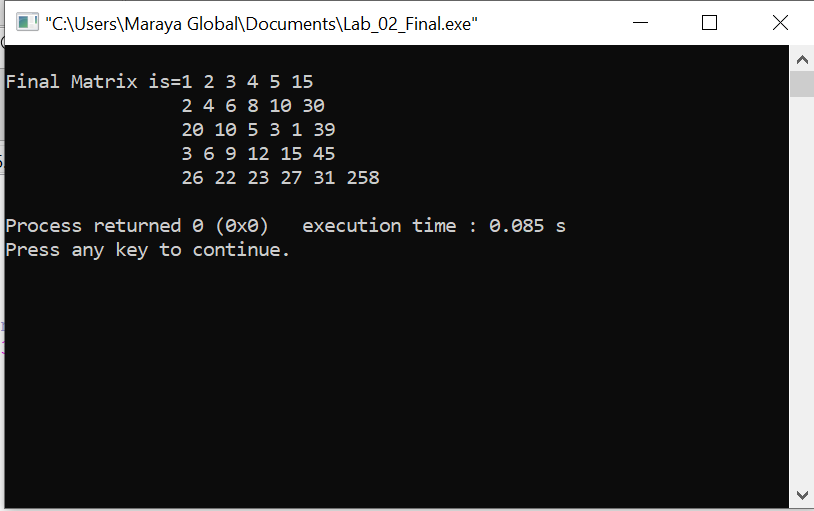 "C:\Users\Maraya Global\Documents\Lab_02_Final.exe"
Final Matrix is=1 2 3 4 5 15
2 4 6 8 10 30
20 10 5 3 1 39
3 6 9 12 15 45
26 22 23 27 31 258
Process returned 0 (0x0)   execution time : 0.085 s
Press any key to continue.